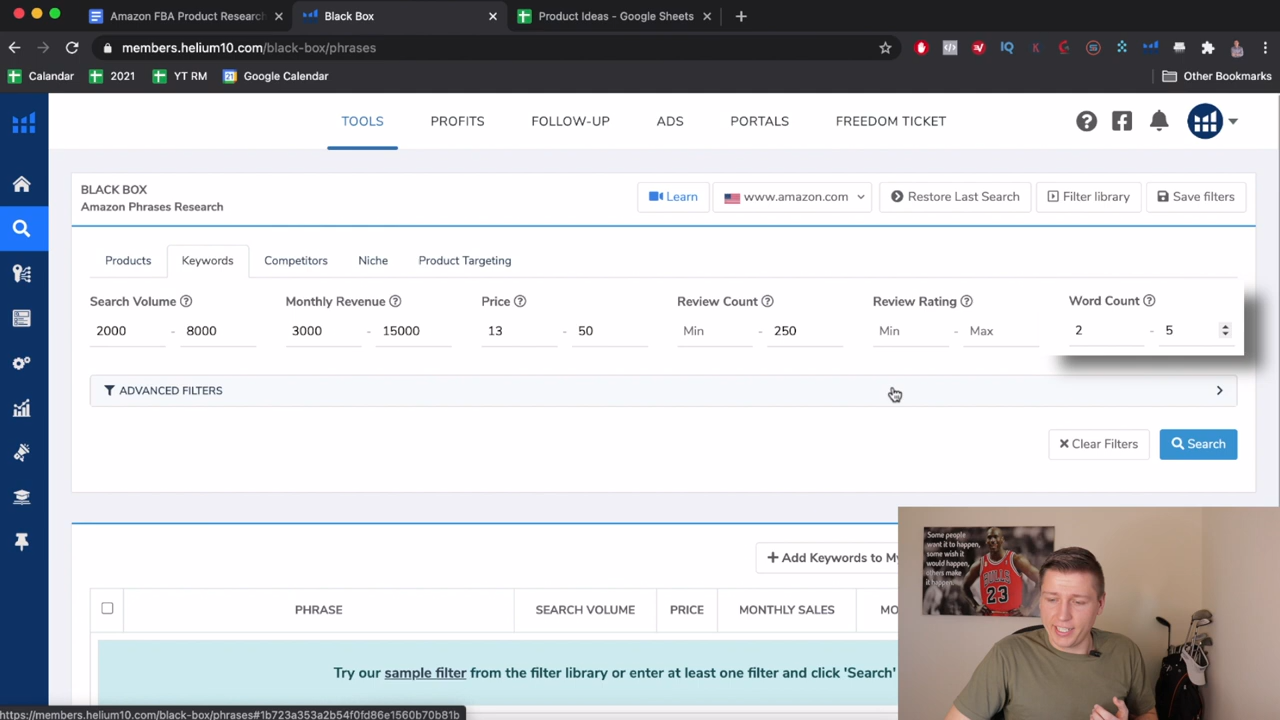 Amazon FBA Product Research
Black Box
Product Ideas - Google Sheets
members.helium10.com/black-box/phrases
Calandar
2021
YT RM
Google Calendar
Other Bookmarks
TOOLS
PROFITS
FOLLOW-UP
ADS
PORTALS
FREEDOM TICKET
BLACK BOX
Amazon Phrases Research
Learn
www.amazon.com
Restore Last Search
Filter library
Save filters
Products
Keywords
Competitors
Niche
Product Targeting
Search Volume
Monthly Revenue
Price
Review Count
Review Rating
Word Count
2000 - 8000
3000 - 15000
13 - 50
Min - 250
Min - Max
2 - 5
ADVANCED FILTERS
Clear Filters
Search
+ Add Keywords to My
PHRASE
SEARCH VOLUME
PRICE
MONTHLY SALES
MO
Try our sample filter from the filter library or enter at least one filter and click 'Search'
https://members.helium10.com/black-box/phrases#1b723a353a2b54f0fd86e1560b70b81b
Some people
want it to happen,
some wish it
would happen,
others make
it happen.
BULLS
23